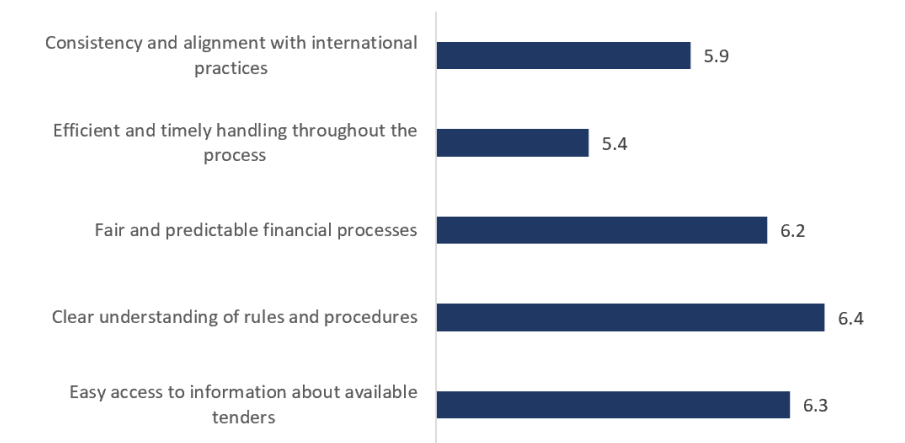 Consistency and alignment with international
practices
5.9
Efficient and timely handling throughout the
process
5.4
Fair and predictable financial processes
6.2
Clear understanding of rules and procedures
6.4
Easy access to information about available
tenders
6.3